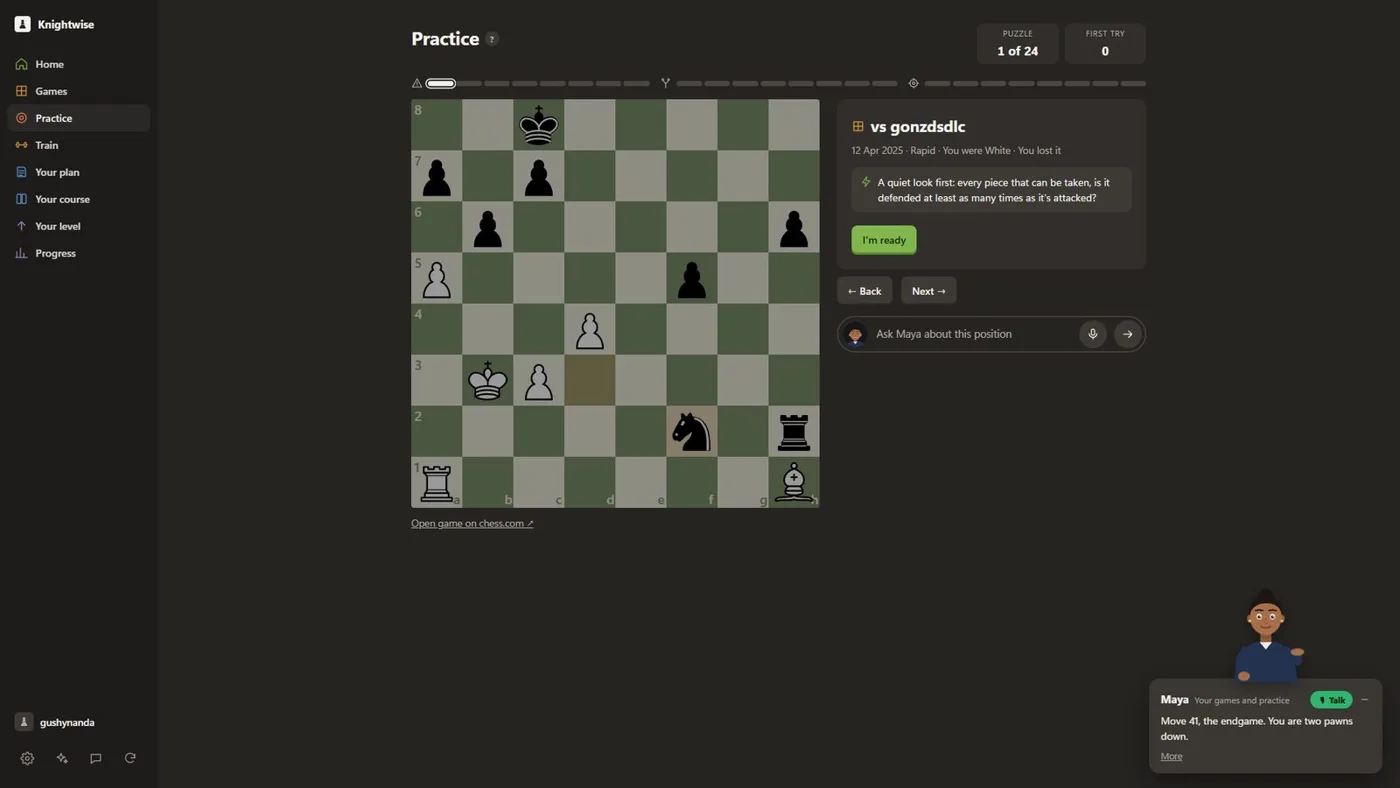 Knightwise
Home
Games
Practice
Train
Your plan
Your course
Your level
Progress
gushynanda
Practice ?
PUZZLE
1 of 24
FIRST TRY
0
8
7
6
5
4
3
2
1
a b c d e f g h
Open game on chess.com ↗
vs gonzdsdlc
12 Apr 2025 · Rapid · You were White · You lost it
A quiet look first: every piece that can be taken, is it
defended at least as many times as it's attacked?
I'm ready
← Back
Next →
Ask Maya about this position
Maya Your games and practice Talk
Move 41, the endgame. You are two pawns
down.
More